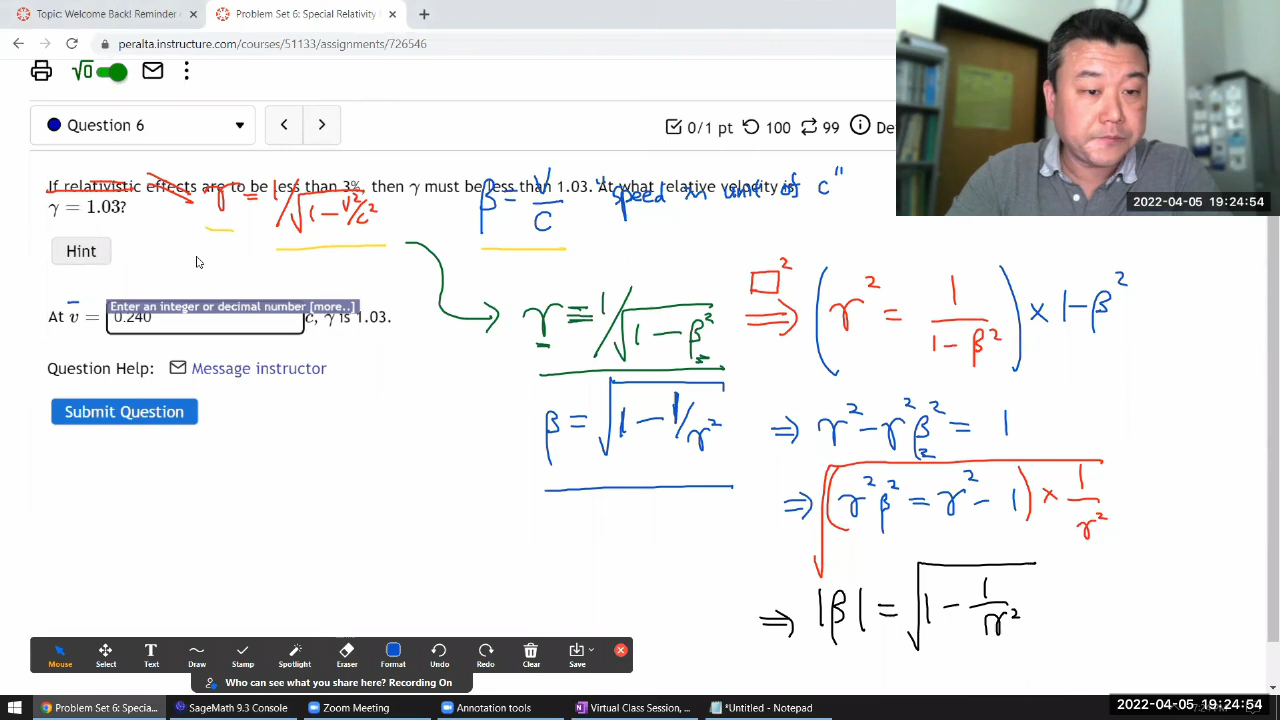 Topic: Welcome Back! Reminder
Problem Set 6: Special Relativity
peralta.instructure.com/courses/51133/assignments/726546
√0
Question 6
0/1 pt 100 99 De
If relativistic effects are to be less than 3%, then γ must be less than 1.03. At what relative velocity is
γ = 1.03?
γ = 1/√(1 − v²/c²)
β = v/c "speed in unit of c"
Hint
Enter an integer or decimal number [more..]
At v̄ = 0.240 c, γ is 1.03.
Question Help: Message instructor
Submit Question
γ = 1/√(1 − β²)
⇒ □² (γ² = 1/(1 − β²)) × 1−β²
β = √(1 − 1/γ²)
⇒ γ² − γ²β² = 1
⇒ √(γ²β² = γ² − 1) × 1/γ²
⇒ |β| = √(1 − 1/γ²)
2022-04-05 19:24:54
Mouse Select Text Draw Stamp Spotlight Eraser Format Undo Redo Clear Save
Who can see what you share here? Recording On
Problem Set 6: Specia... SageMath 9.3 Console Zoom Meeting Annotation tools Virtual Class Session, ... *Untitled - Notepad
2022-04-05 19:24:54